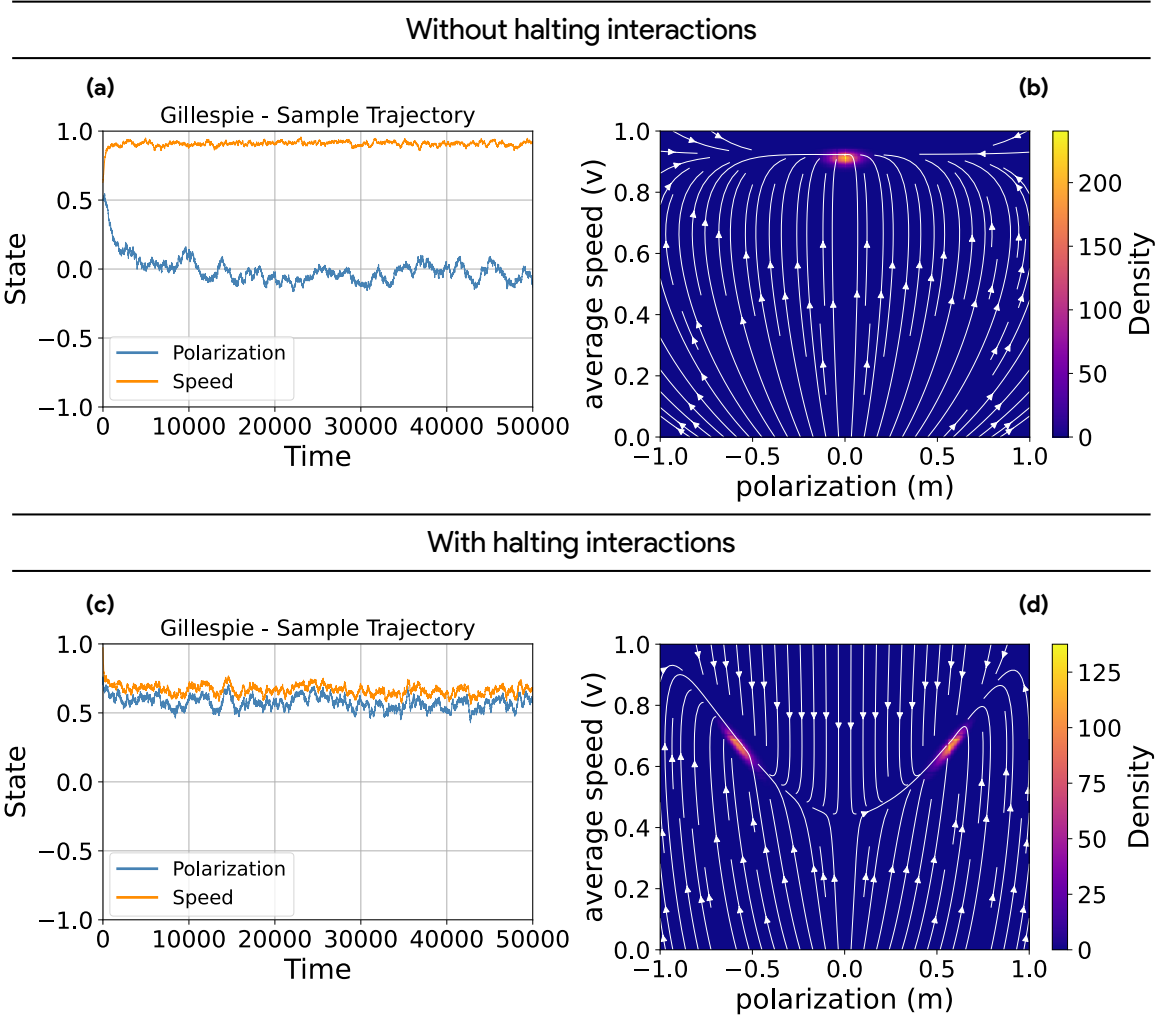 Without halting interactions
(a)
Gillespie - Sample Trajectory
1.0
0.5
0.0
−0.5
−1.0
State
Polarization
Speed
0 10000 20000 30000 40000 50000
Time
(b)
1.0
0.8
0.6
0.4
0.2
0.0
average speed (v)
−1.0 −0.5 0.0 0.5 1.0
polarization (m)
200
150
100
50
0
Density
With halting interactions
(c)
Gillespie - Sample Trajectory
1.0
0.5
0.0
−0.5
−1.0
State
Polarization
Speed
0 10000 20000 30000 40000 50000
Time
(d)
1.0
0.8
0.6
0.4
0.2
0.0
average speed (v)
−1.0 −0.5 0.0 0.5 1.0
polarization (m)
125
100
75
50
25
0
Density